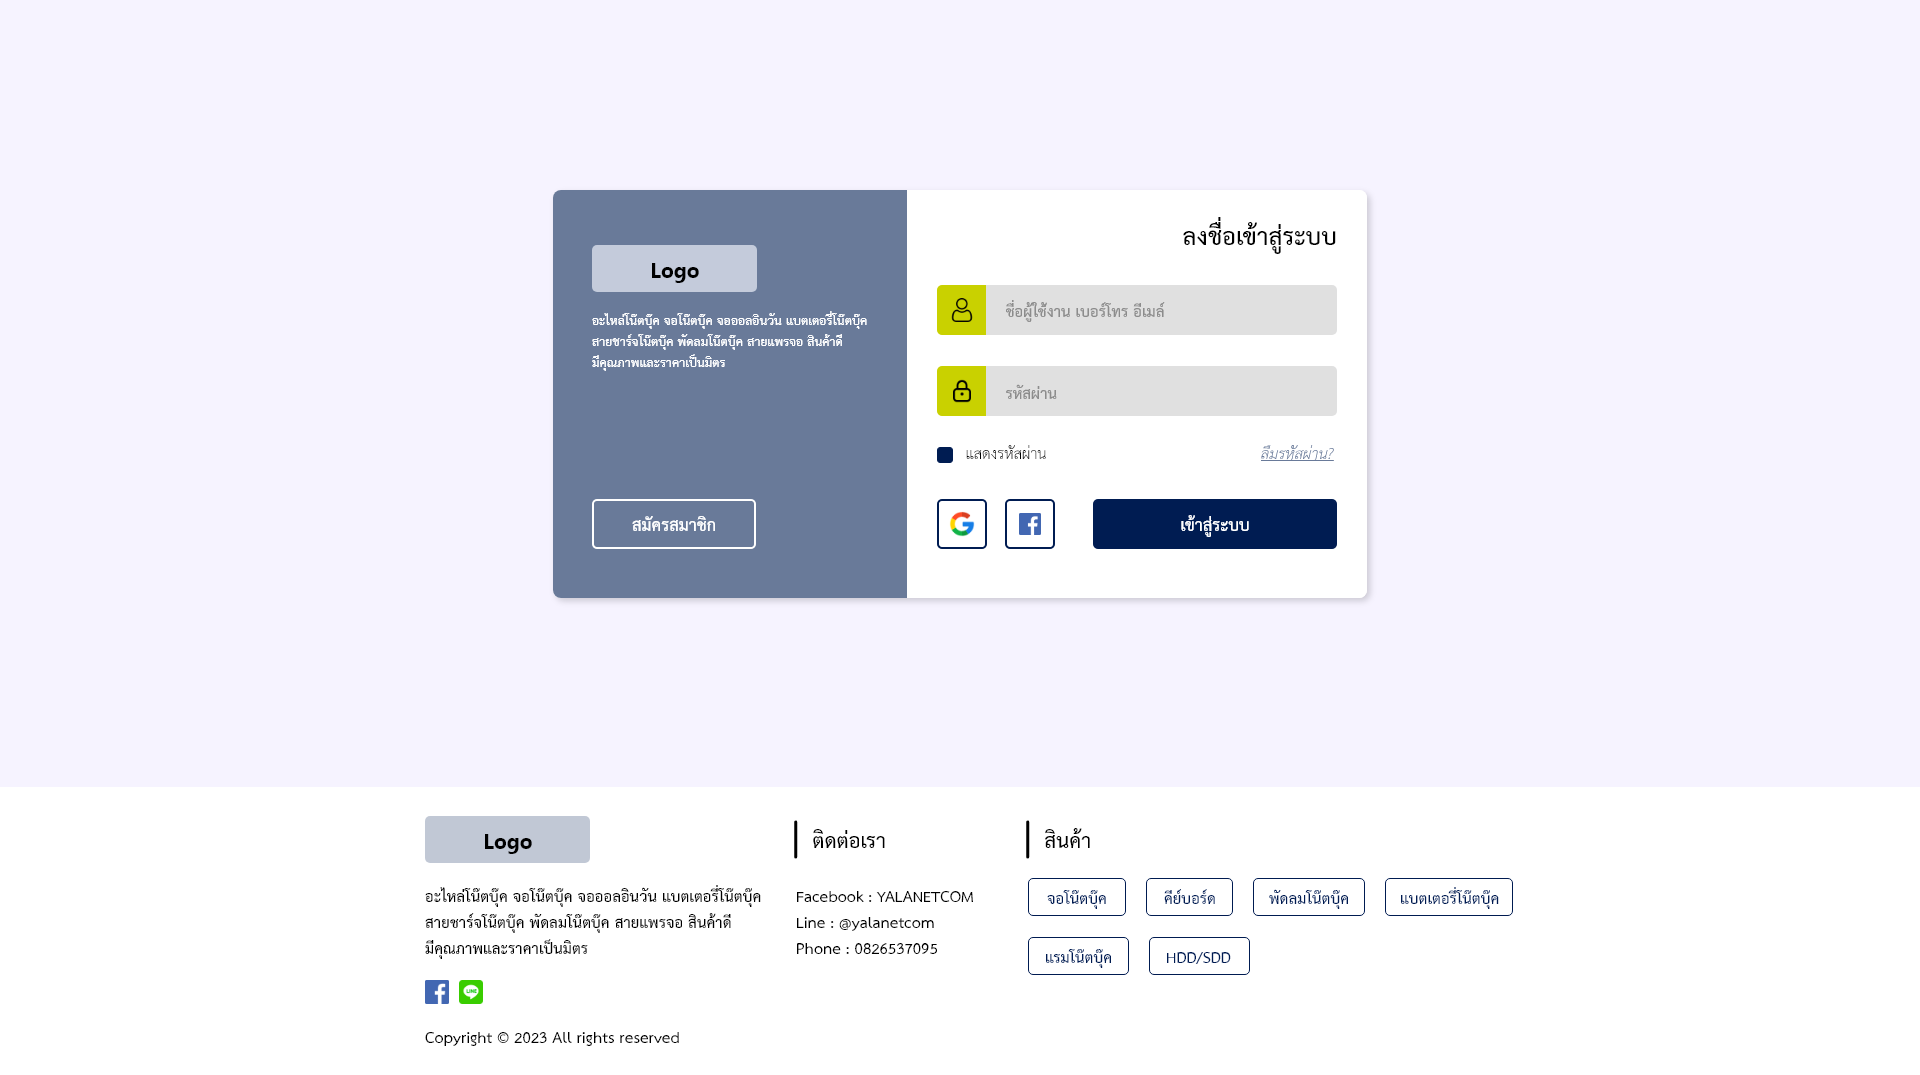 Logo
อะไหล่โน๊ตบุ๊ค จอโน๊ตบุ๊ค จอออลอินวัน แบตเตอรี่โน๊ตบุ๊ค
สายชาร์จโน๊ตบุ๊ค พัดลมโน๊ตบุ๊ค สายแพรจอ สินค้าดี
มีคุณภาพและราคาเป็นมิตร
สมัครสมาชิก
ลงชื่อเข้าสู่ระบบ
ชื่อผู้ใช้งาน เบอร์โทร อีเมล์
รหัสผ่าน
แสดงรหัสผ่าน
ลืมรหัสผ่าน?
เข้าสู่ระบบ
Logo
อะไหล่โน๊ตบุ๊ค จอโน๊ตบุ๊ค จอออลอินวัน แบตเตอรี่โน๊ตบุ๊ค
สายชาร์จโน๊ตบุ๊ค พัดลมโน๊ตบุ๊ค สายแพรจอ สินค้าดี
มีคุณภาพและราคาเป็นมิตร
LINE
Copyright © 2023 All rights reserved
ติดต่อเรา
Facebook : YALANETCOM
Line : @yalanetcom
Phone : 0826537095
สินค้า
จอโน๊ตบุ๊ค
คีย์บอร์ด
พัดลมโน๊ตบุ๊ค
แบตเตอรี่โน๊ตบุ๊ค
แรมโน๊ตบุ๊ค
HDD/SDD